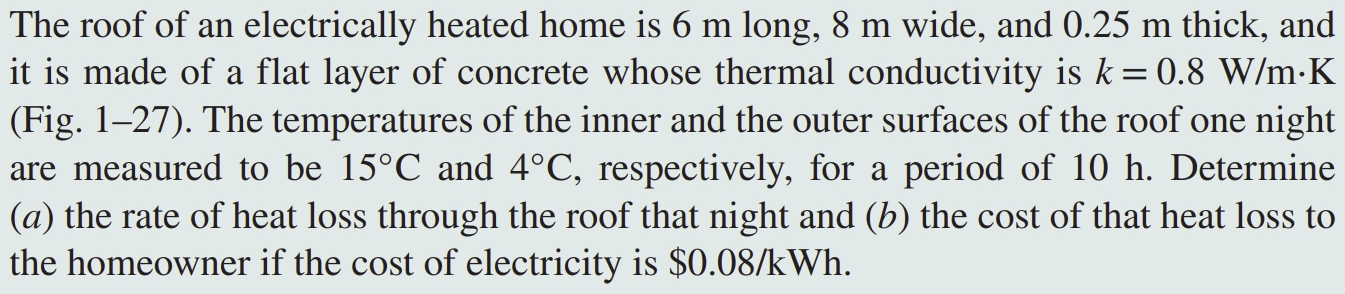 The roof of an electrically heated home is 6 m long, 8 m wide, and 0.25 m thick, and
it is made of a flat layer of concrete whose thermal conductivity is k = 0.8 W/m·K
(Fig. 1–27). The temperatures of the inner and the outer surfaces of the roof one night
are measured to be 15°C and 4°C, respectively, for a period of 10 h. Determine
(a) the rate of heat loss through the roof that night and (b) the cost of that heat loss to
the homeowner if the cost of electricity is $0.08/kWh.